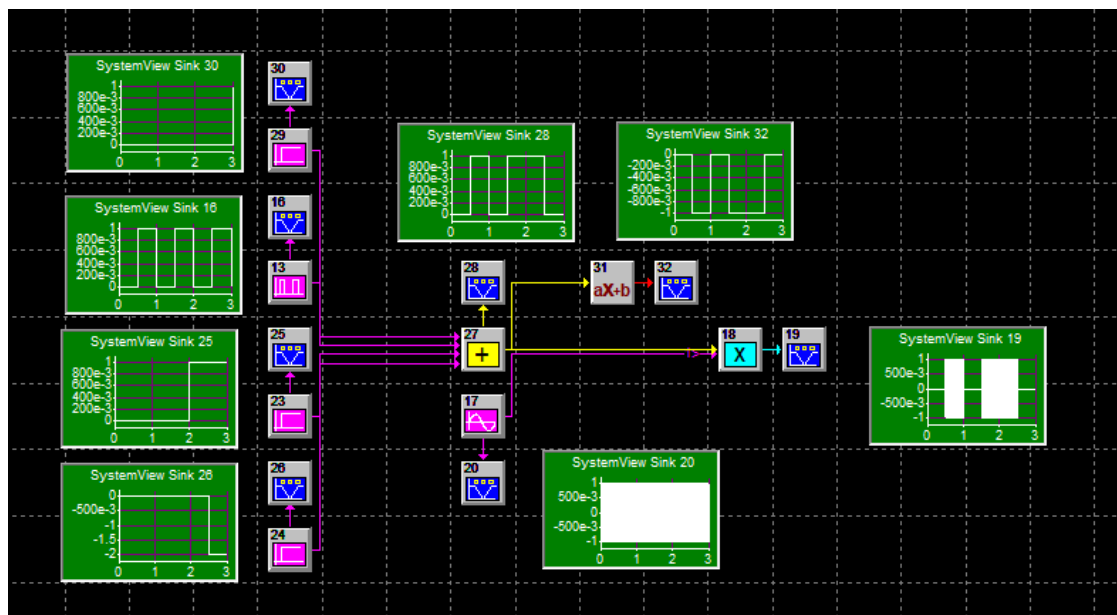 SystemView Sink 30
1
800e-3
600e-3
400e-3
200e-3
0
0 1 2 3
30
29
SystemView Sink 16
1
800e-3
600e-3
400e-3
200e-3
0
0 1 2 3
16
13
SystemView Sink 28
1
800e-3
600e-3
400e-3
200e-3
0
0 1 2 3
SystemView Sink 32
0
-200e-3
-400e-3
-600e-3
-800e-3
-1
0 1 2 3
28
31
aX+b
32
SystemView Sink 25
1
800e-3
600e-3
400e-3
200e-3
0
0 1 2 3
25
23
27
+
18
X
19
SystemView Sink 19
1
500e-3
0
-500e-3
-1
0 1 2 3
17
20
SystemView Sink 26
0
-500e-3
-1
-1.5
-2
0 1 2 3
26
24
SystemView Sink 20
1
500e-3
0
-500e-3
-1
0 1 2 3